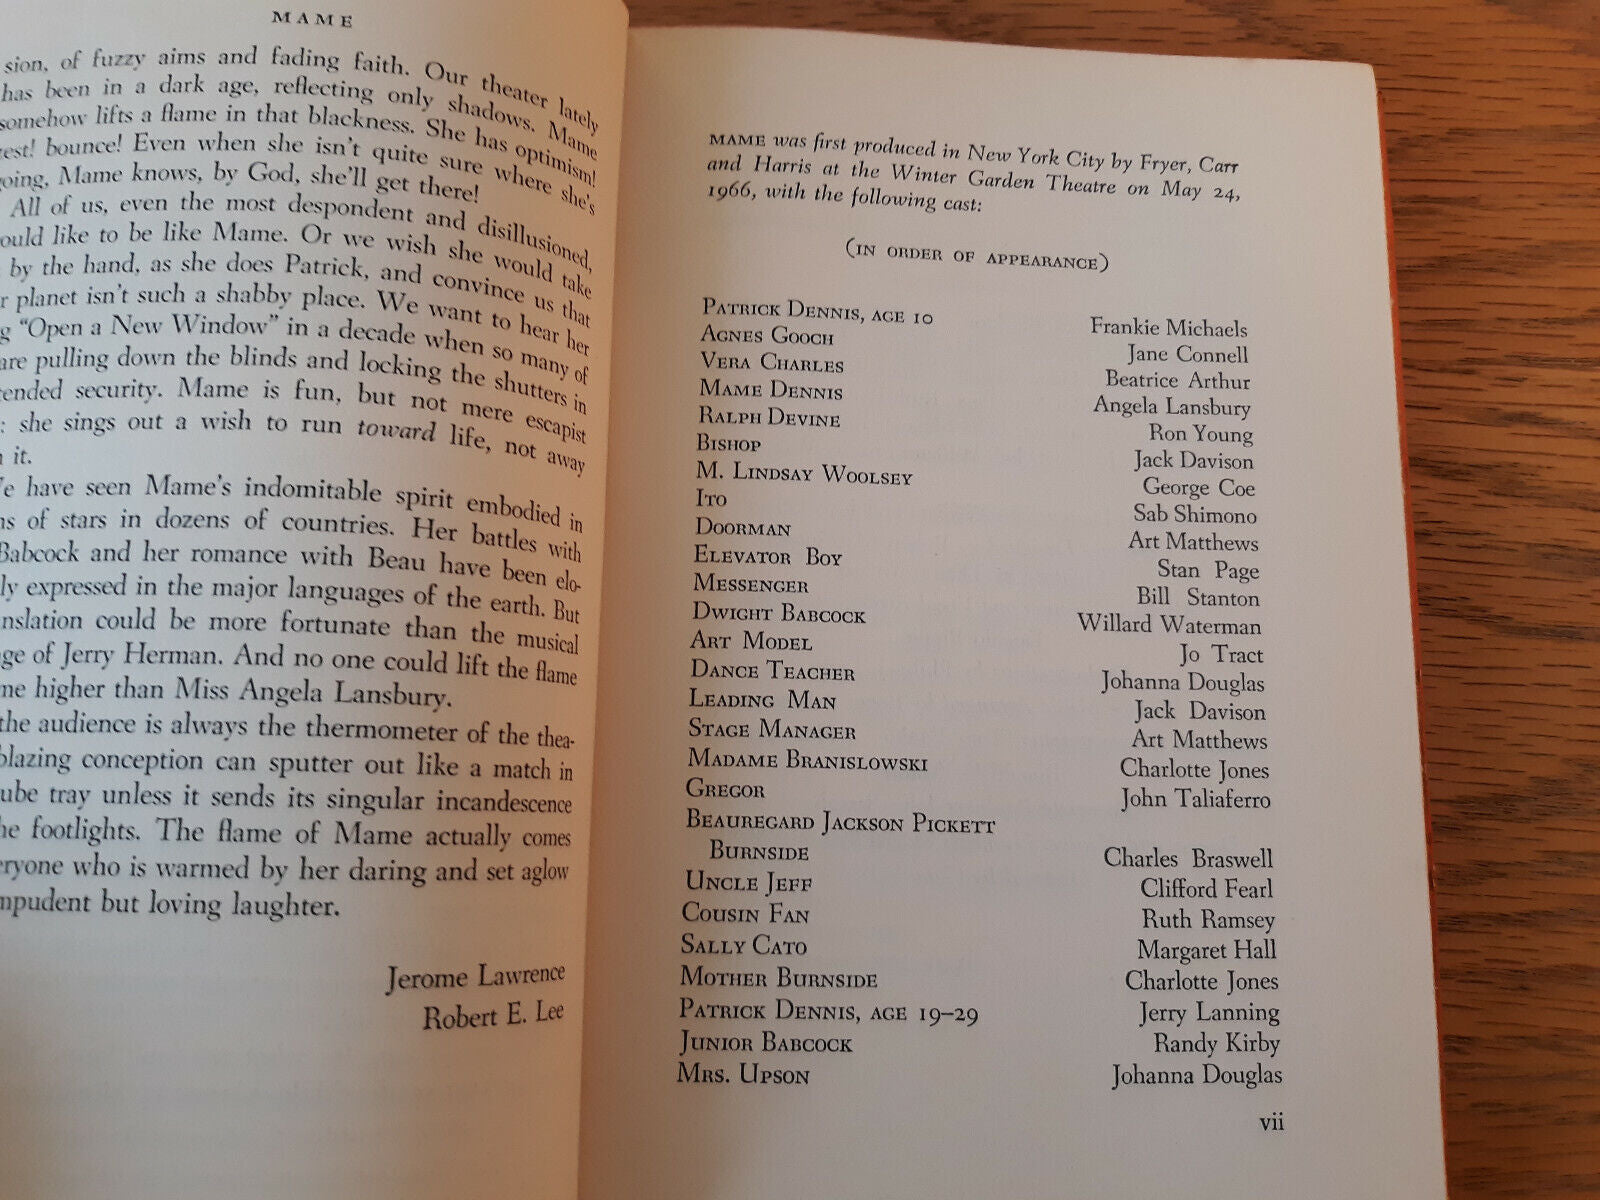 MAME
sion, of fuzzy aims and fading faith. Our theater lately
has been in a dark age, reflecting only shadows. Mame
somehow lifts a flame in that blackness. She has optimism!
bounce! Even when she isn't quite sure where she's
going, Mame knows, by God, she'll get there!
All of us, even the most despondent and disillusioned,
would like to be like Mame. Or we wish she would take
by the hand, as she does Patrick, and convince us that
planet isn't such a shabby place. We want to hear her
"Open a New Window" in a decade when so many of
are pulling down the blinds and locking the shutters in
tended security. Mame is fun, but not mere escapist
: she sings out a wish to run toward life, not away
it.
We have seen Mame's indomitable spirit embodied in
of stars in dozens of countries. Her battles with
Babcock and her romance with Beau have been elo-
ly expressed in the major languages of the earth. But
nslation could be more fortunate than the musical
ge of Jerry Herman. And no one could lift the flame
me higher than Miss Angela Lansbury.
the audience is always the thermometer of the thea-
blazing conception can sputter out like a match in
ube tray unless it sends its singular incandescence
he footlights. The flame of Mame actually comes
eryone who is warmed by her daring and set aglow
mpudent but loving laughter.
Jerome Lawrence
Robert E. Lee
MAME was first produced in New York City by Fryer, Carr
and Harris at the Winter Garden Theatre on May 24,
1966, with the following cast:
(IN ORDER OF APPEARANCE)
PATRICK DENNIS, AGE 10 Frankie Michaels
AGNES GOOCH Jane Connell
VERA CHARLES Beatrice Arthur
MAME DENNIS Angela Lansbury
RALPH DEVINE Ron Young
BISHOP Jack Davison
M. LINDSAY WOOLSEY George Coe
ITO Sab Shimono
DOORMAN Art Matthews
ELEVATOR BOY Stan Page
MESSENGER Bill Stanton
DWIGHT BABCOCK Willard Waterman
ART MODEL Jo Tract
DANCE TEACHER Johanna Douglas
LEADING MAN Jack Davison
STAGE MANAGER Art Matthews
MADAME BRANISLOWSKI Charlotte Jones
GREGOR John Taliaferro
BEAUREGARD JACKSON PICKETT
BURNSIDE Charles Braswell
UNCLE JEFF Clifford Fearl
COUSIN FAN Ruth Ramsey
SALLY CATO Margaret Hall
MOTHER BURNSIDE Charlotte Jones
PATRICK DENNIS, AGE 19–29 Jerry Lanning
JUNIOR BABCOCK Randy Kirby
MRS. UPSON Johanna Douglas
vii